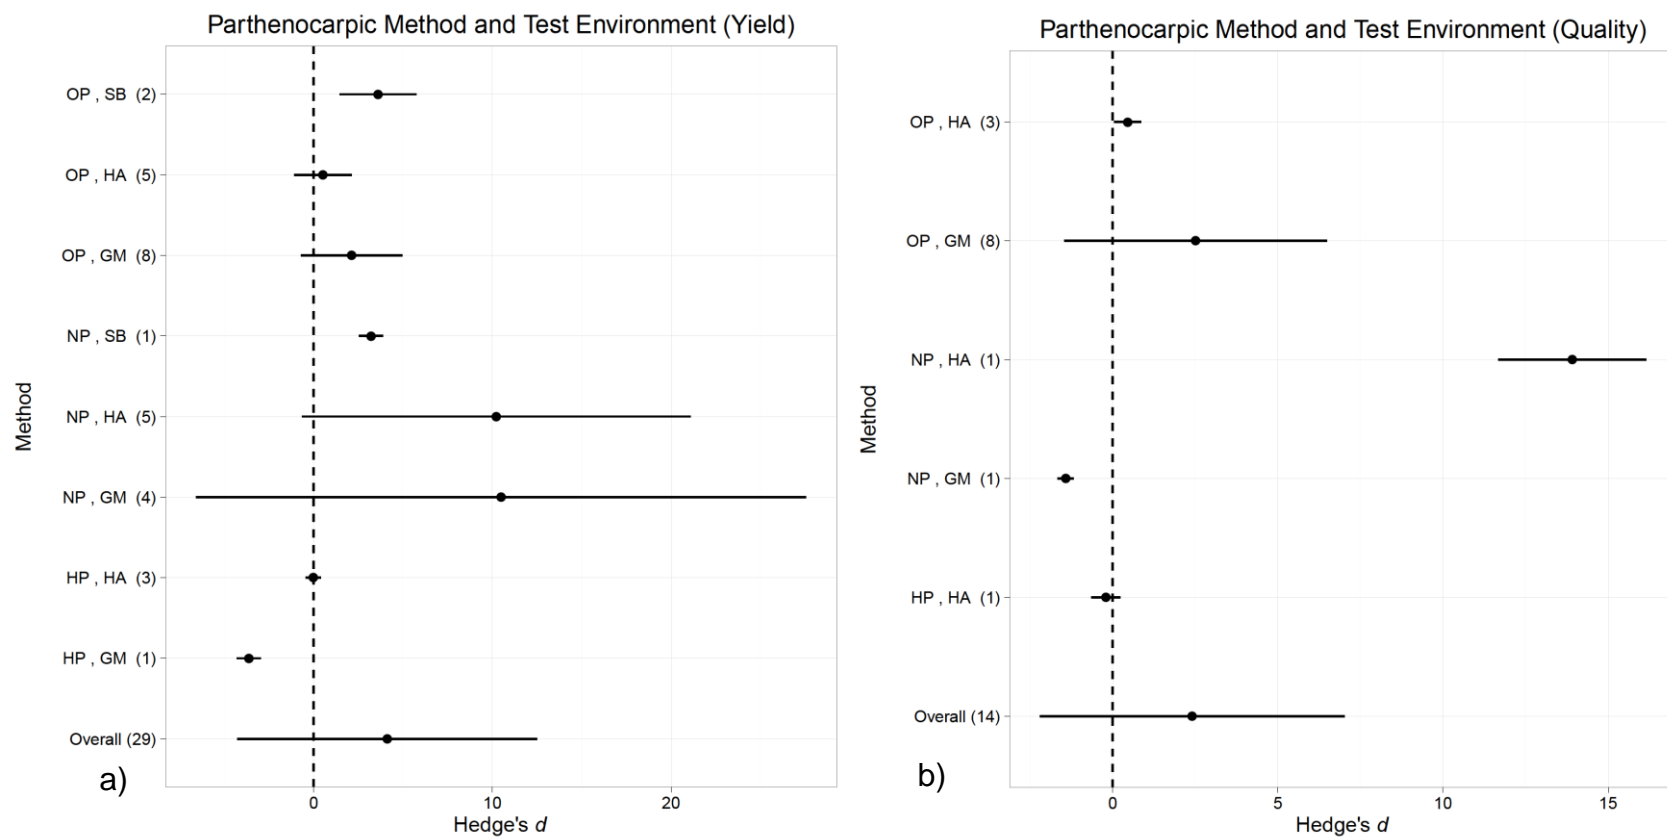 Parthenocarpic Method and Test Environment (Yield)
Method
OP , SB (2)
OP , HA (5)
OP , GM (8)
NP , SB (1)
NP , HA (5)
NP , GM (4)
HP , HA (3)
HP , GM (1)
Overall (29)
a)
0 10 20
Hedge's d
Parthenocarpic Method and Test Environment (Quality)
Method
OP , HA (3)
OP , GM (8)
NP , HA (1)
NP , GM (1)
HP , HA (1)
Overall (14)
b)
0 5 10 15
Hedge's d